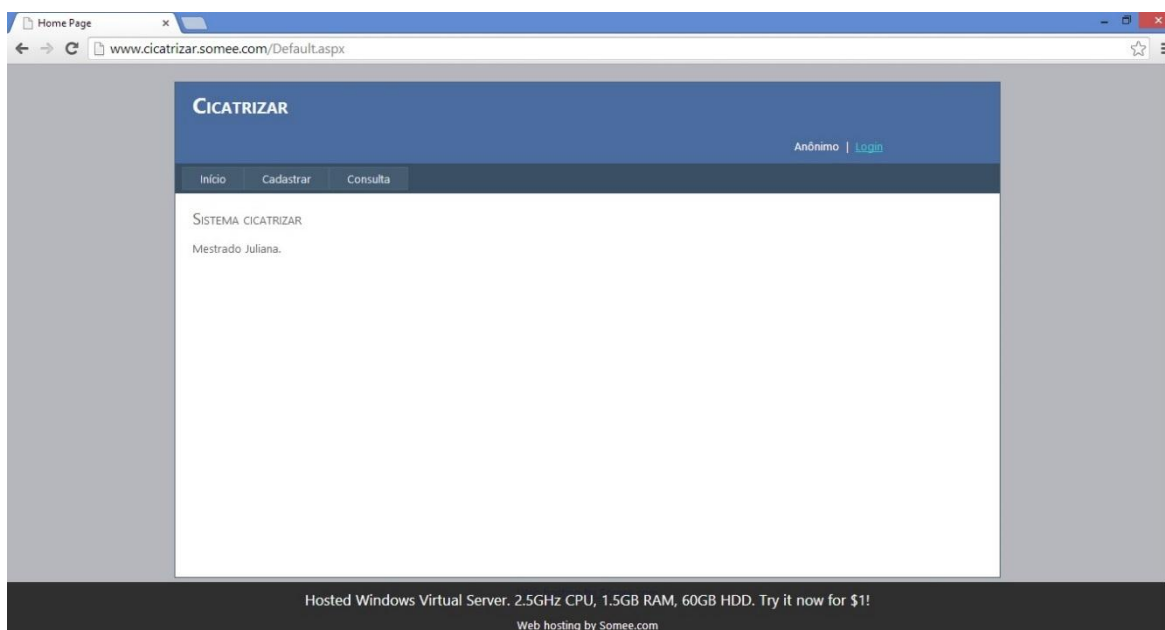 Home Page
www.cicatrizar.somee.com/Default.aspx
CICATRIZAR
Anônimo | Login
Início Cadastrar Consulta
SISTEMA CICATRIZAR
Mestrado Juliana.
Hosted Windows Virtual Server. 2.5GHz CPU, 1.5GB RAM, 60GB HDD. Try it now for $1!
Web hosting by Somee.com